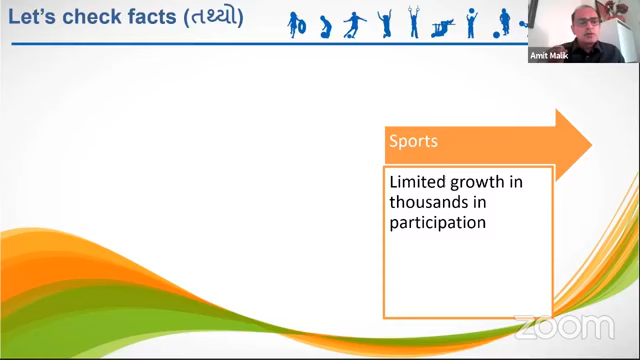 Let's check facts (તથ્યો)
Amit Malik
Sports
Limited growth in
thousands in
participation
zoom